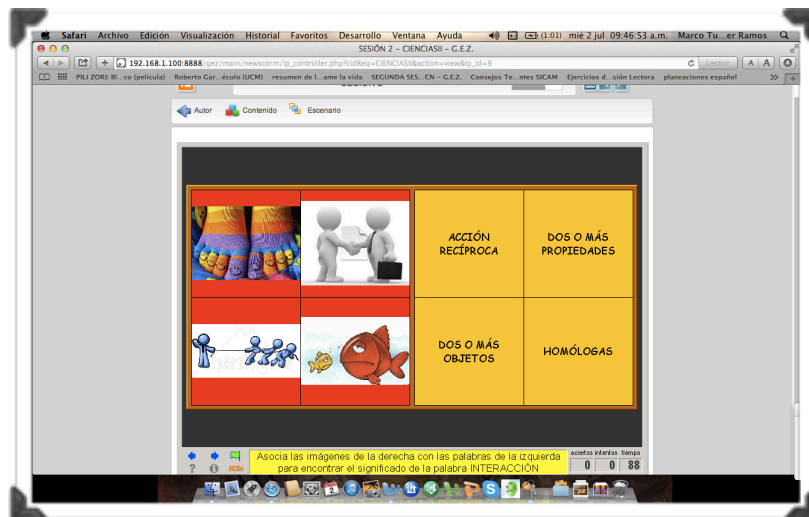 Safari Archivo Edición Visualización Historial Favoritos Desarrollo Ventana Ayuda (1:01) mié 2 jul 09:46:53 a.m. Marco Tu...er Ramos
SESIÓN 2 – CIENCIASII – G.E.Z.
192.168.1.100:8888/gez/main/newscorm/lp_controller.php?cidReq=CIENCIASII&action=view&lp_id=9 Lector A A
PILI ZORE: Bl...co (película) Roberto Gar...éculo (UCM) resumen de l...ame la vida SEGUNDA SES...CN – G.E.Z. Consejos Te...ntes SICAM Ejercicios d...sión Lectora planeaciones español
Autor Contenido Escenario
ACCIÓN
RECÍPROCA
DOS O MÁS
PROPIEDADES
DOS O MÁS
OBJETOS
HOMÓLOGAS
Asocia las imágenes de la derecha con las palabras de la izquierda
para encontrar el significado de la palabra INTERACCIÓN
JClic
aciertos intentos tiempo
0 0 88